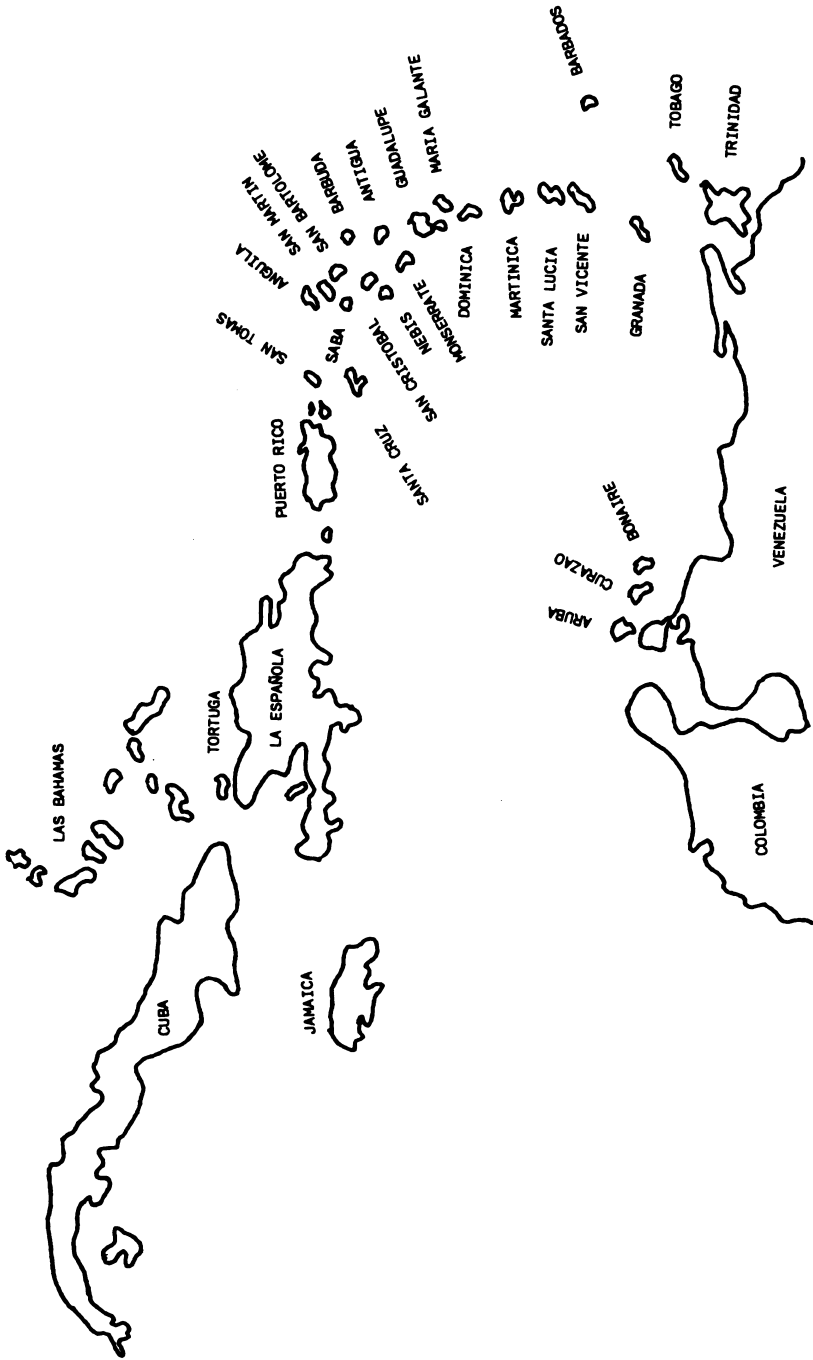 LAS BAHAMAS
CUBA
TORTUGA
LA ESPAÑOLA
JAMAICA
PUERTO RICO
SAN TOMAS
SANTA CRUZ
ANGUILA
SAN MARTIN
SAN BARTOLOME
SABA
BARBUDA
ANTIGUA
SAN CRISTOBAL
NEBIS
MONSERRATE
GUADALUPE
MARIA GALANTE
DOMINICA
MARTINICA
SANTA LUCIA
SAN VICENTE
BARBADOS
GRANADA
TOBAGO
TRINIDAD
ARUBA
CURAZAO
BONAIRE
COLOMBIA
VENEZUELA